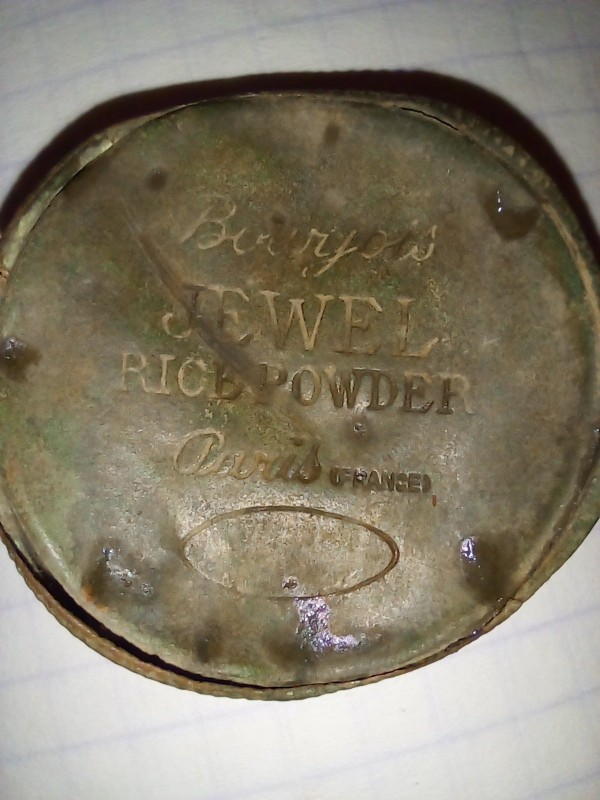 Bourjois
JEWEL
RICE POWDER
Paris (FRANCE)